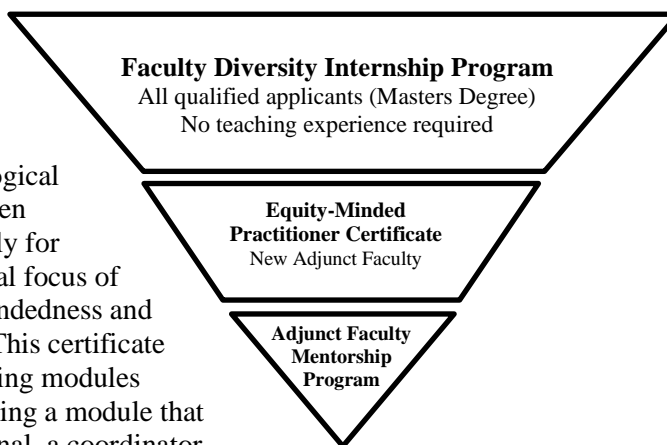 Faculty Diversity Internship Program
All qualified applicants (Masters Degree)
No teaching experience required
Equity-Minded
Practitioner Certificate
New Adjunct Faculty
Adjunct Faculty
Mentorship
Program
ly for
al focus of
ndedness and
This certificate
ing modules
ing a module that
nal, a coordinator